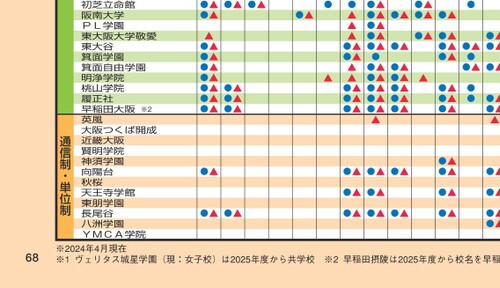 初芝立命館
阪南大学
ＰＬ学園
東大阪大学敬愛
東大谷
箕面学園
箕面自由学園
明浄学院
桃山学院
履正社
早稲田大阪 ※2
通信制・単位制
英風
大阪つくば開成
近畿大阪
賢明学院
神須学園
向陽台
秋桜
天王寺学館
東朋学園
長尾谷
八洲学園
ＹＭＣＡ学院
※2024年4月現在
68
※1 ヴェリタス城星学園（現：女子校）は2025年度から共学校 ※2 早稲田摂陵は2025年度から校名を早稲